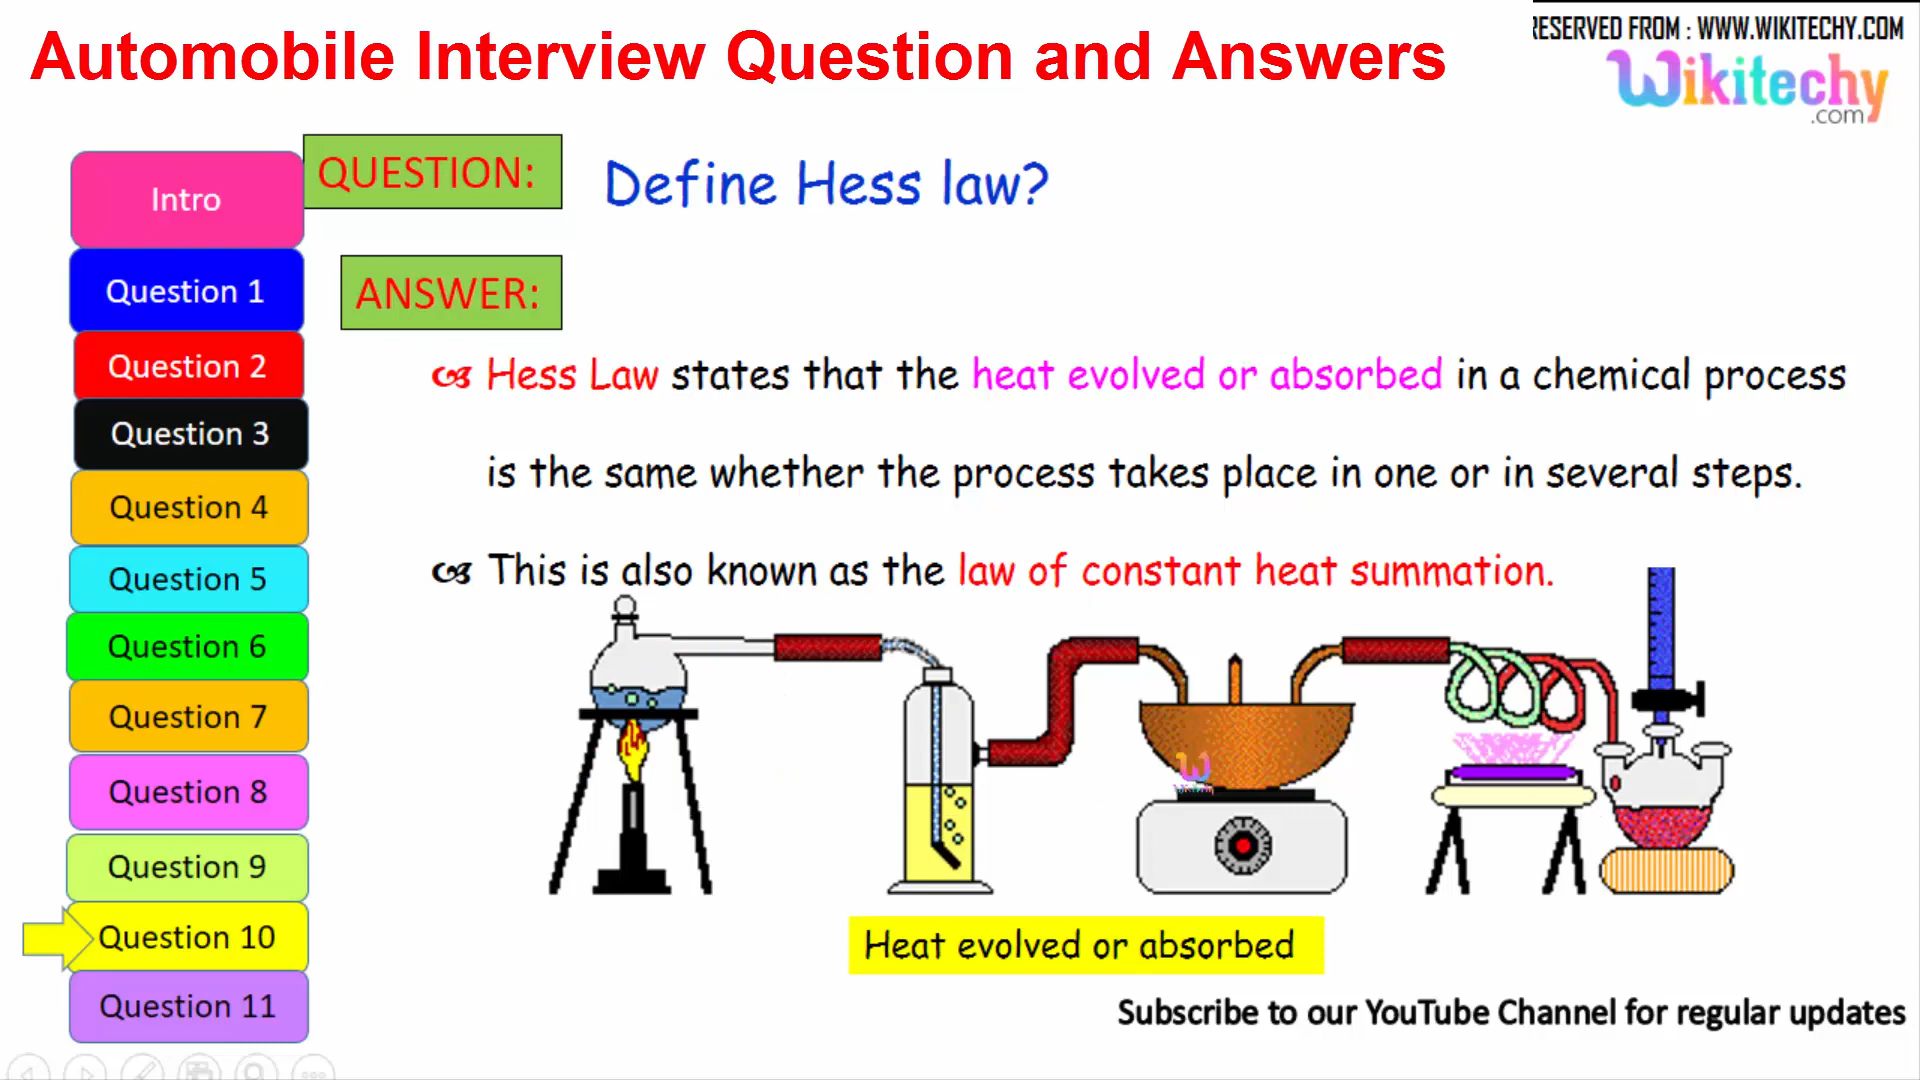 Automobile Interview Question and Answers
RESERVED FROM : WWW.WIKITECHY.COM
Wikitechy
.com
QUESTION:
Define Hess law?
ANSWER:
Hess Law states that the heat evolved or absorbed in a chemical process
is the same whether the process takes place in one or in several steps.
This is also known as the law of constant heat summation.
Heat evolved or absorbed
Subscribe to our YouTube Channel for regular updates
Intro
Question 1
Question 2
Question 3
Question 4
Question 5
Question 6
Question 7
Question 8
Question 9
Question 10
Question 11